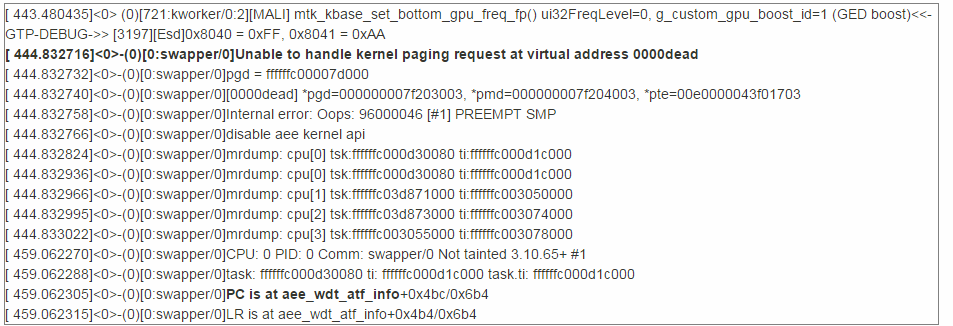 [ 443.480435]<0> (0)[721:kworker/0:2][MALI] mtk_kbase_set_bottom_gpu_freq_fp() ui32FreqLevel=0, g_custom_gpu_boost_id=1 (GED boost)<<-
GTP-DEBUG->> [3197][Esd]0x8040 = 0xFF, 0x8041 = 0xAA
[ 444.832716]<0>-(0)[0:swapper/0]Unable to handle kernel paging request at virtual address 0000dead
[ 444.832732]<0>-(0)[0:swapper/0]pgd = ffffffc00007d000
[ 444.832740]<0>-(0)[0:swapper/0][0000dead] *pgd=000000007f203003, *pmd=000000007f204003, *pte=00e0000043f01703
[ 444.832758]<0>-(0)[0:swapper/0]Internal error: Oops: 96000046 [#1] PREEMPT SMP
[ 444.832766]<0>-(0)[0:swapper/0]disable aee kernel api
[ 444.832824]<0>-(0)[0:swapper/0]mrdump: cpu[0] tsk:ffffffc000d30080 ti:ffffffc000d1c000
[ 444.832936]<0>-(0)[0:swapper/0]mrdump: cpu[0] tsk:ffffffc000d30080 ti:ffffffc000d1c000
[ 444.832966]<0>-(0)[0:swapper/0]mrdump: cpu[1] tsk:ffffffc03d871000 ti:ffffffc003050000
[ 444.832995]<0>-(0)[0:swapper/0]mrdump: cpu[2] tsk:ffffffc03d873000 ti:ffffffc003074000
[ 444.833022]<0>-(0)[0:swapper/0]mrdump: cpu[3] tsk:ffffffc003055000 ti:ffffffc003078000
[ 459.062270]<0>-(0)[0:swapper/0]CPU: 0 PID: 0 Comm: swapper/0 Not tainted 3.10.65+ #1
[ 459.062288]<0>-(0)[0:swapper/0]task: ffffffc000d30080 ti: ffffffc000d1c000 task.ti: ffffffc000d1c000
[ 459.062305]<0>-(0)[0:swapper/0]PC is at aee_wdt_atf_info+0x4bc/0x6b4
[ 459.062315]<0>-(0)[0:swapper/0]LR is at aee_wdt_atf_info+0x4b4/0x6b4